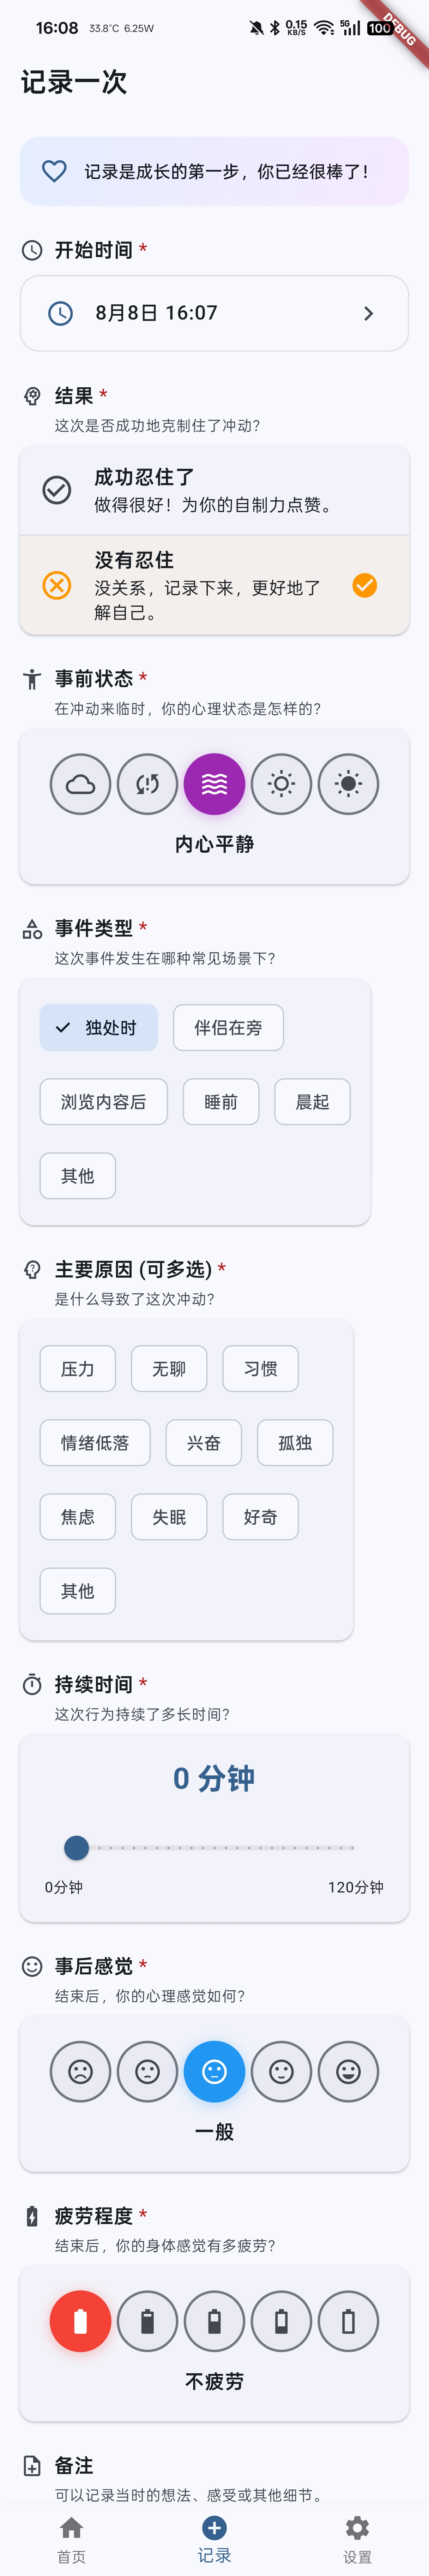 16:08 33.8℃ 6.25W 0.15 KB/S 5G 100
DEBUG
记录一次
记录是成长的第一步，你已经很棒了！
开始时间 *
8月8日 16:07
结果 *
这次是否成功地克制住了冲动？
成功忍住了
做得很好！为你的自制力点赞。
没有忍住
没关系，记录下来，更好地了
解自己。
事前状态 *
在冲动来临时，你的心理状态是怎样的？
内心平静
事件类型 *
这次事件发生在哪种常见场景下？
独处时 伴侣在旁
浏览内容后 睡前 晨起
其他
主要原因 (可多选) *
是什么导致了这次冲动？
压力 无聊 习惯
情绪低落 兴奋 孤独
焦虑 失眠 好奇
其他
持续时间 *
这次行为持续了多长时间？
0 分钟
0分钟 120分钟
事后感觉 *
结束后，你的心理感觉如何？
一般
疲劳程度 *
结束后，你的身体感觉有多疲劳？
不疲劳
备注
可以记录当时的想法、感受或其他细节。
首页 记录 设置